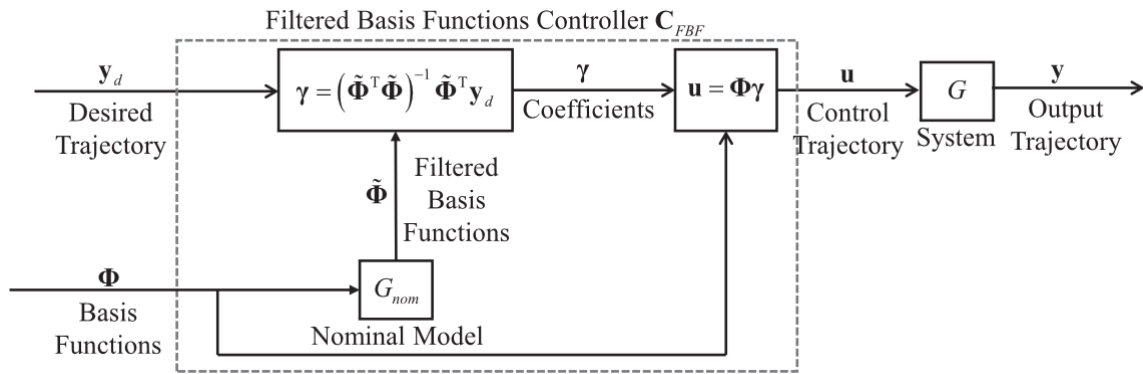 Filtered Basis Functions Controller C_FBF
y_d
Desired
Trajectory
γ = (Φ̃ᵀΦ̃)⁻¹ Φ̃ᵀy_d
γ
Coefficients
u = Φγ
u
Control
Trajectory
G
System
y
Output
Trajectory
Φ̃
Filtered
Basis
Functions
Φ
Basis
Functions
G_nom
Nominal Model